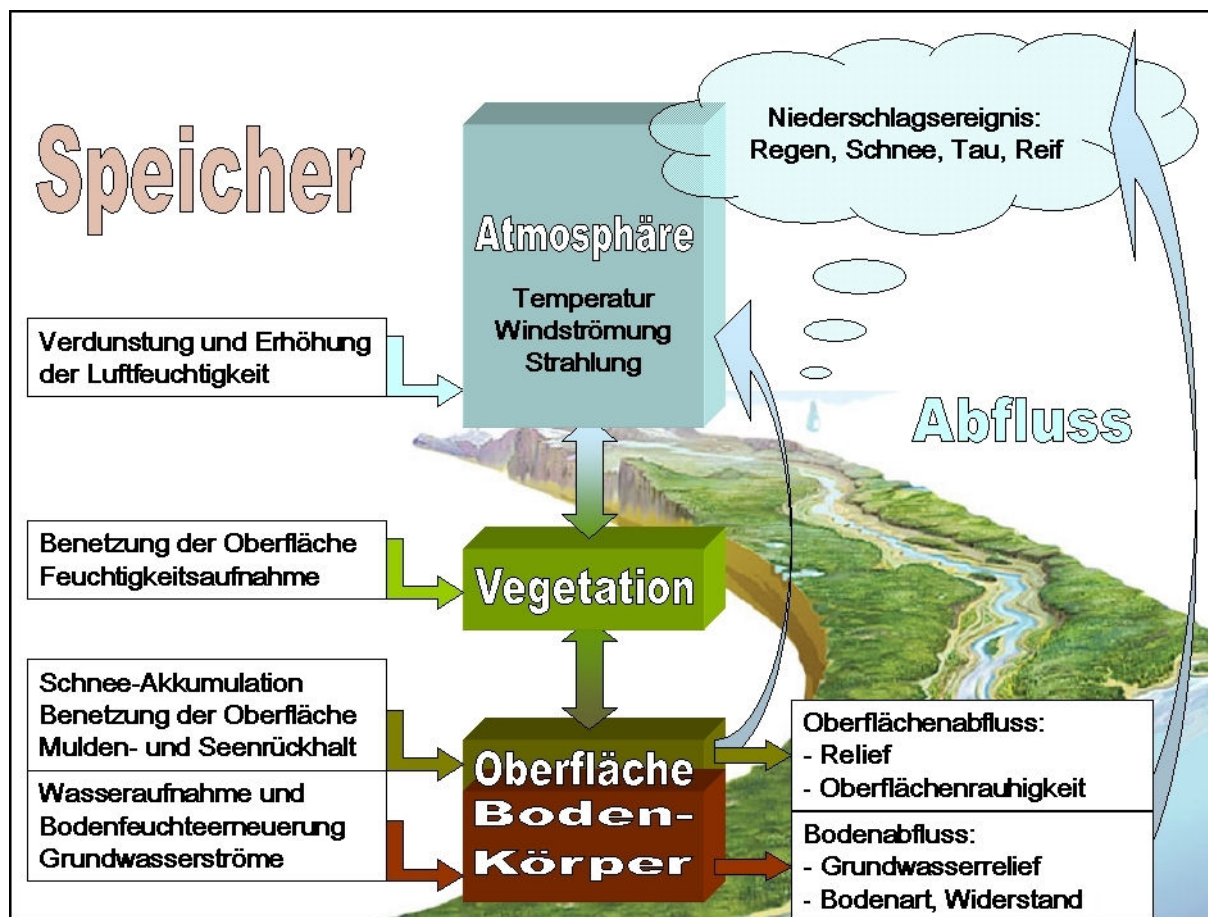 Speicher
Niederschlagsereignis:
Regen, Schnee, Tau, Reif
Atmosphäre
Temperatur
Windströmung
Strahlung
Verdunstung und Erhöhung
der Luftfeuchtigkeit
Abfluss
Benetzung der Oberfläche
Feuchtigkeitsaufnahme
Vegetation
Schnee-Akkumulation
Benetzung der Oberfläche
Mulden- und Seenrückhalt
Oberfläche
Oberflächenabfluss:
- Relief
- Oberflächenrauhigkeit
Wasseraufnahme und
Bodenfeuchteerneuerung
Grundwasserströme
Boden-
Körper
Bodenabfluss:
- Grundwasserrelief
- Bodenart, Widerstand